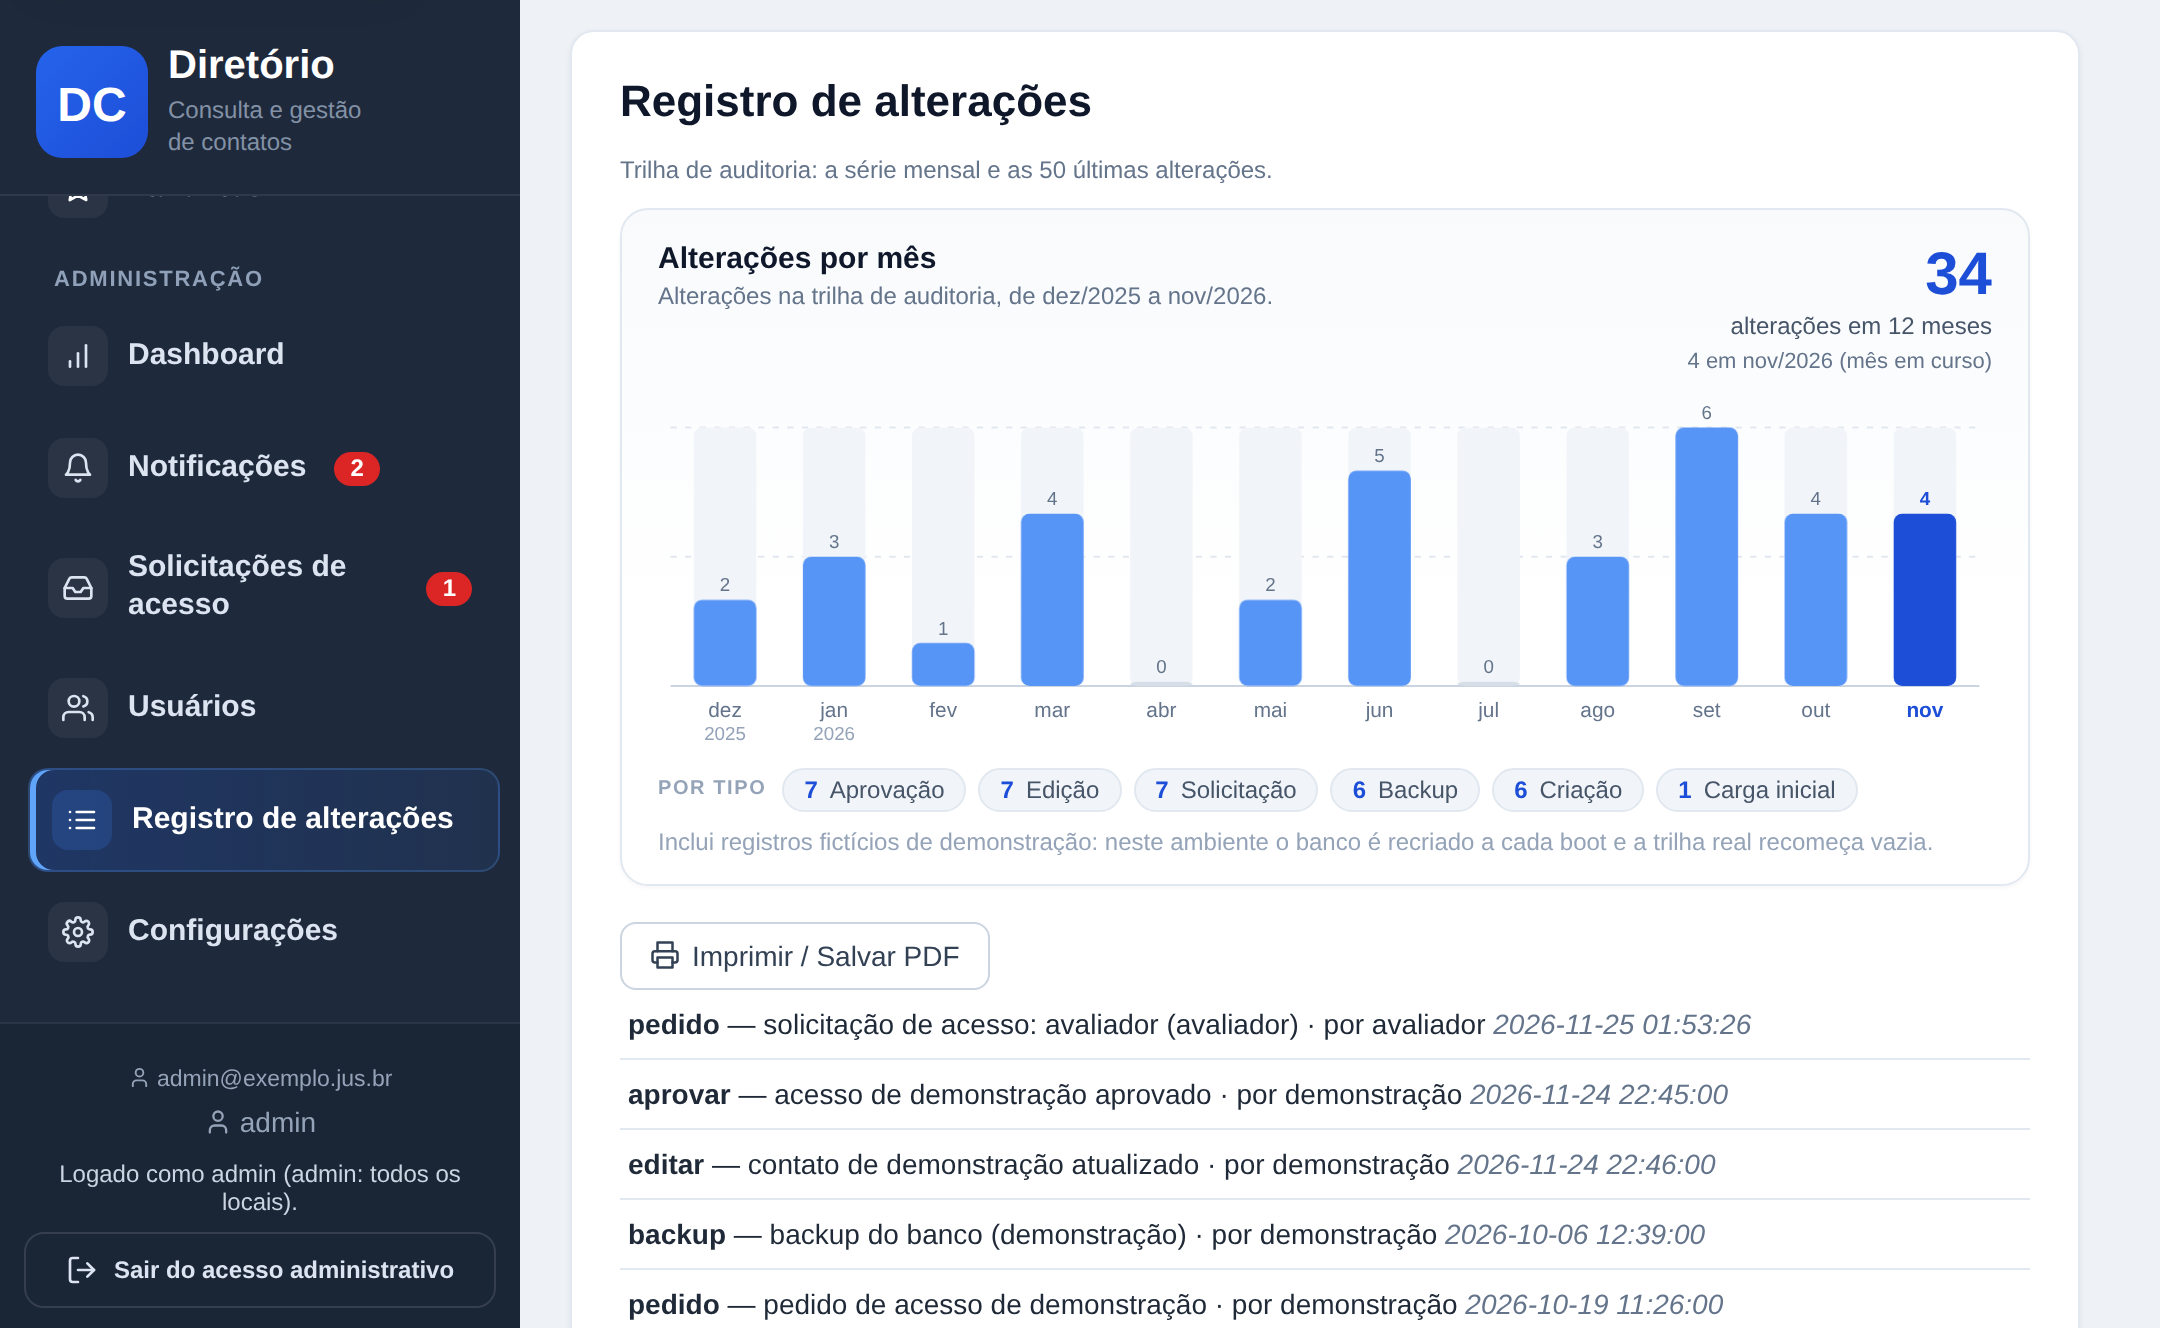 DC
Diretório
Consulta e gestão
de contatos
ADMINISTRAÇÃO
Dashboard
Notificações 2
Solicitações de
acesso
1
Usuários
Registro de alterações
Configurações
admin@exemplo.jus.br
admin
Logado como admin (admin: todos os
locais).
Sair do acesso administrativo
Registro de alterações
Trilha de auditoria: a série mensal e as 50 últimas alterações.
Alterações por mês
Alterações na trilha de auditoria, de dez/2025 a nov/2026.
34
alterações em 12 meses
4 em nov/2026 (mês em curso)
2 3 1 4 0 2 5 0 3 6 4 4
dez jan fev mar abr mai jun jul ago set out nov
2025 2026
POR TIPO 7 Aprovação 7 Edição 7 Solicitação 6 Backup 6 Criação 1 Carga inicial
Inclui registros fictícios de demonstração: neste ambiente o banco é recriado a cada boot e a trilha real recomeça vazia.
Imprimir / Salvar PDF
pedido — solicitação de acesso: avaliador (avaliador) · por avaliador 2026-11-25 01:53:26
aprovar — acesso de demonstração aprovado · por demonstração 2026-11-24 22:45:00
editar — contato de demonstração atualizado · por demonstração 2026-11-24 22:46:00
backup — backup do banco (demonstração) · por demonstração 2026-10-06 12:39:00
pedido — pedido de acesso de demonstração · por demonstração 2026-10-19 11:26:00